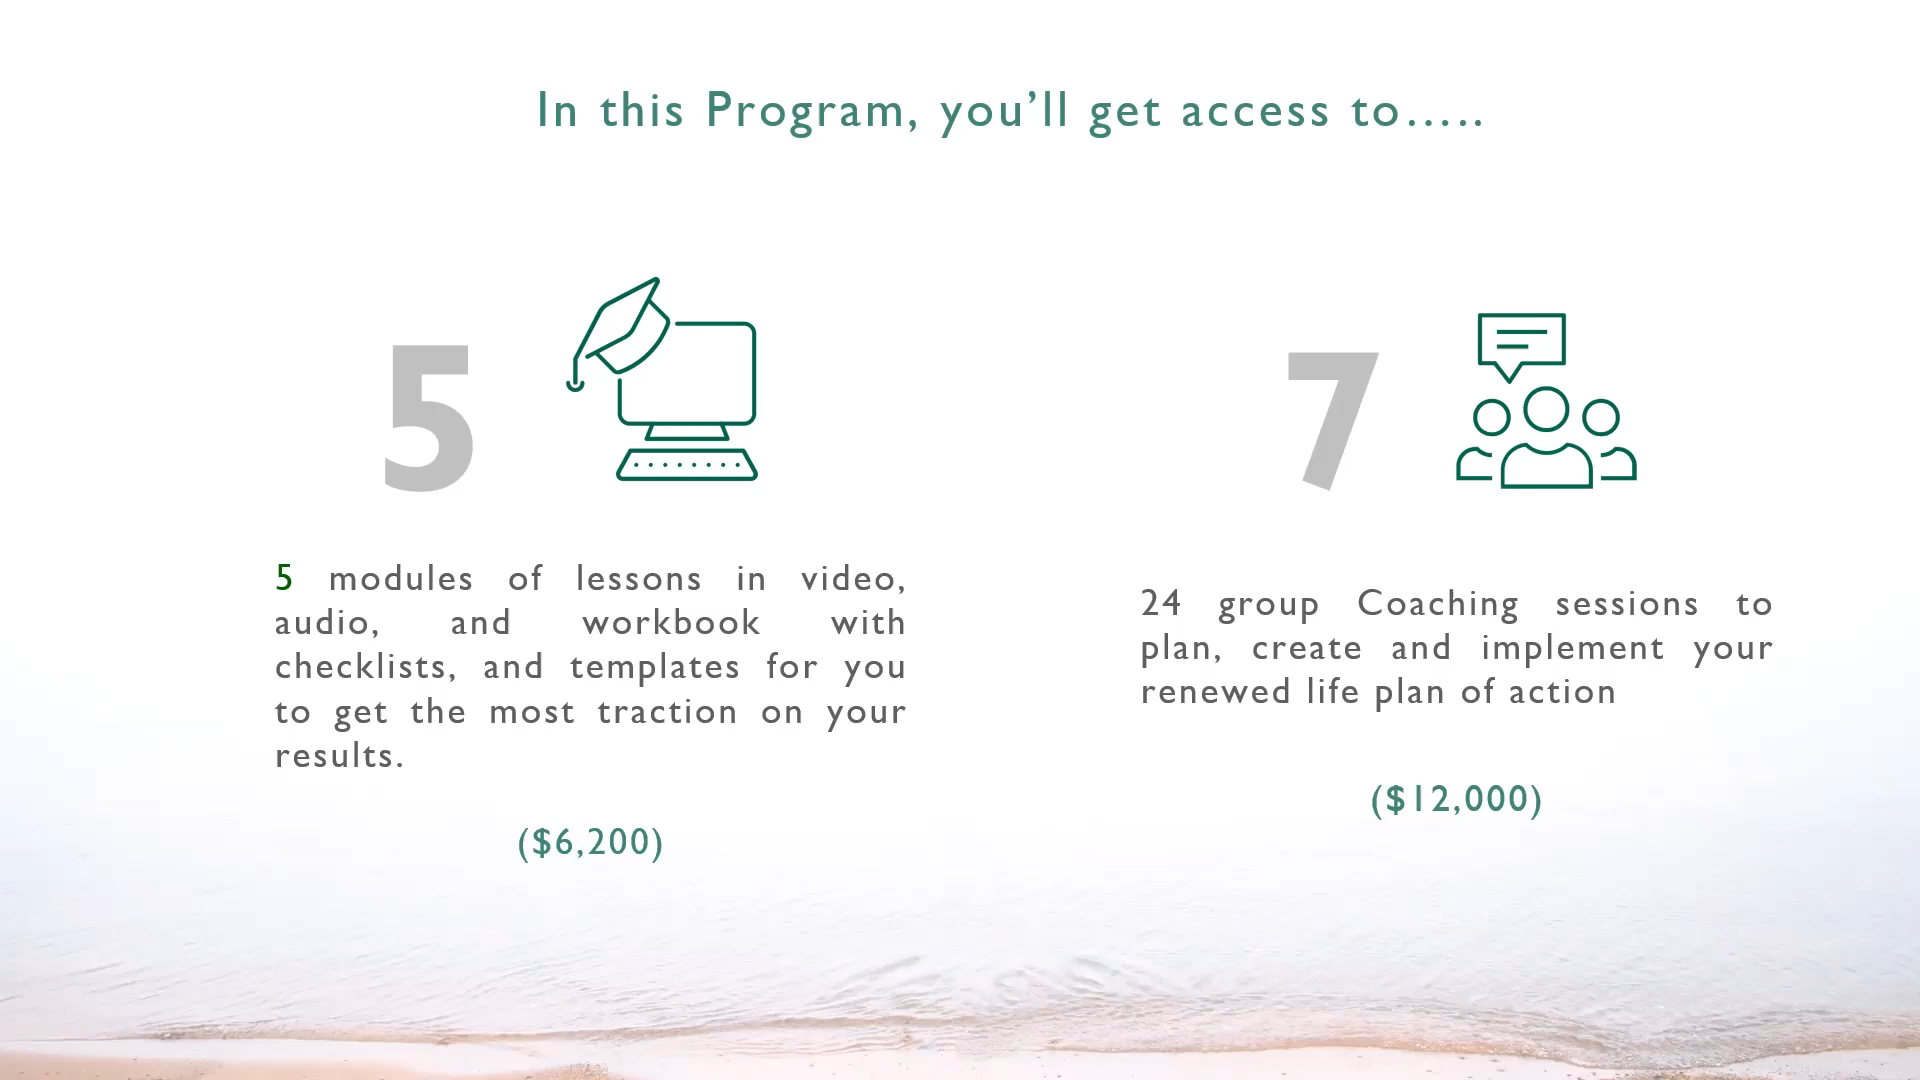 In this Program, you’ll get access to.....
5
5 modules of lessons in video,
audio, and workbook with
checklists, and templates for you
to get the most traction on your
results.
($6,200)
7
24 group Coaching sessions to
plan, create and implement your
renewed life plan of action
($12,000)